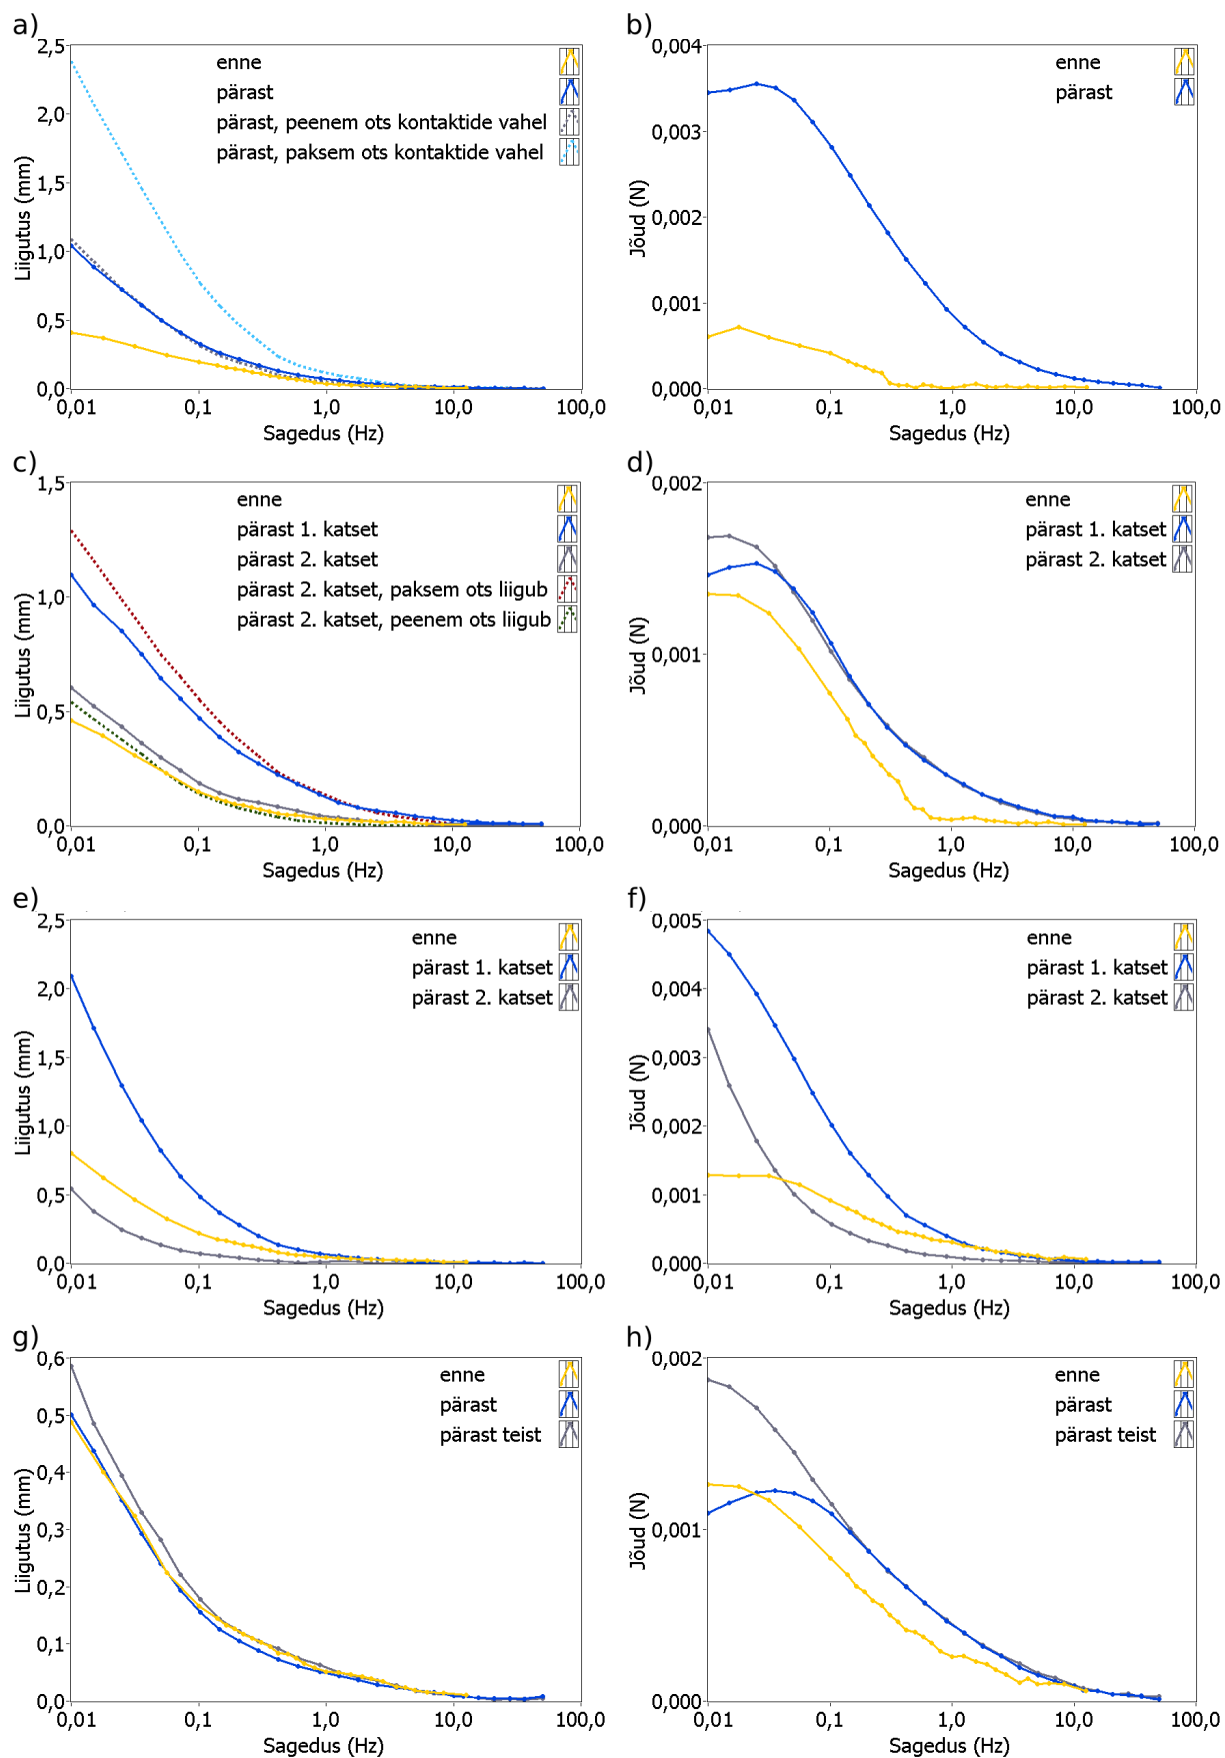 a)
2,5
2,0
1,5
1,0
0,5
0,0
Liigutus (mm)
enne
pärast
pärast, peenem ots kontaktide vahel
pärast, paksem ots kontaktide vahel
0,01 0,1 1,0 10,0 100,0
Sagedus (Hz)
b)
0,004
0,003
0,002
0,001
0,000
Jõud (N)
enne
pärast
0,01 0,1 1,0 10,0 100,0
Sagedus (Hz)
c)
1,5
1,0
0,5
0,0
Liigutus (mm)
enne
pärast 1. katset
pärast 2. katset
pärast 2. katset, paksem ots liigub
pärast 2. katset, peenem ots liigub
0,01 0,1 1,0 10,0 100,0
Sagedus (Hz)
d)
0,002
0,001
0,000
Jõud (N)
enne
pärast 1. katset
pärast 2. katset
0,01 0,1 1,0 10,0 100,0
Sagedus (Hz)
e)
2,5
2,0
1,5
1,0
0,5
0,0
Liigutus (mm)
enne
pärast 1. katset
pärast 2. katset
0,01 0,1 1,0 10,0 100,0
Sagedus (Hz)
f)
0,005
0,004
0,003
0,002
0,001
0,000
Jõud (N)
enne
pärast 1. katset
pärast 2. katset
0,01 0,1 1,0 10,0 100,0
Sagedus (Hz)
g)
0,6
0,5
0,4
0,3
0,2
0,1
0,0
Liigutus (mm)
enne
pärast
pärast teist
0,01 0,1 1,0 10,0 100,0
Sagedus (Hz)
h)
0,002
0,001
0,000
Jõud (N)
enne
pärast
pärast teist
0,01 0,1 1,0 10,0 100,0
Sagedus (Hz)